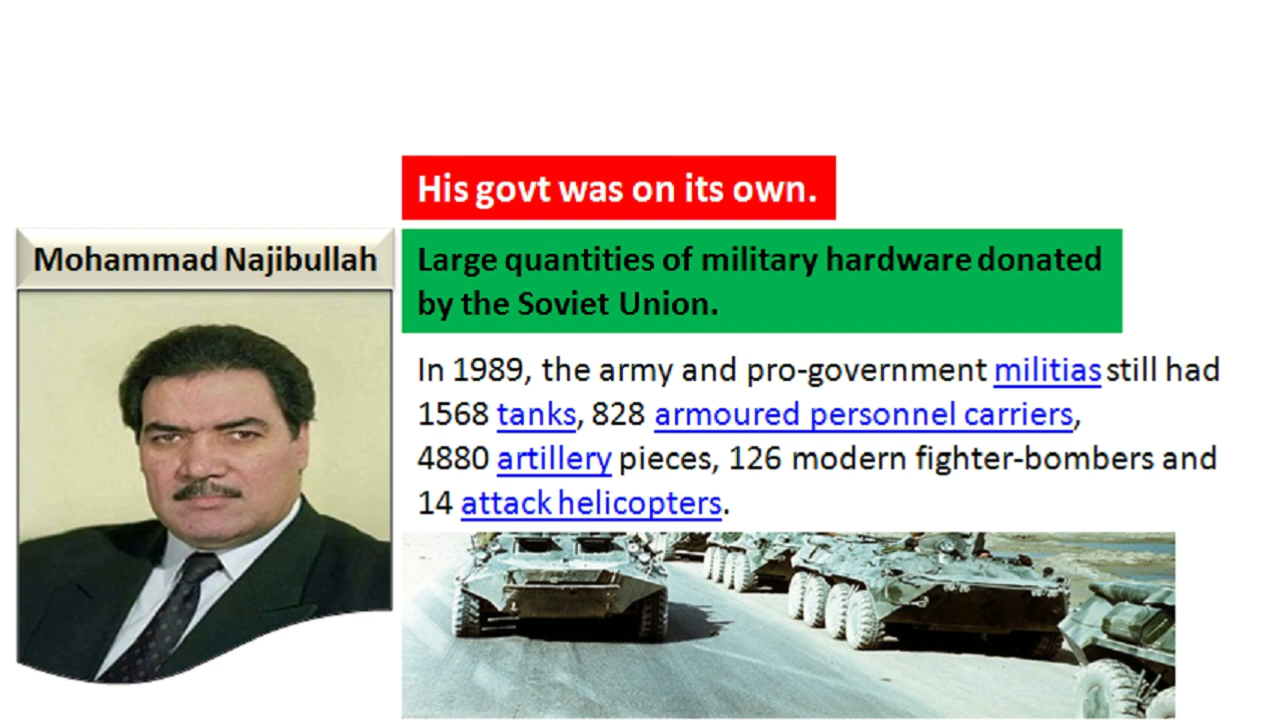 His govt was on its own.
Mohammad Najibullah
Large quantities of military hardware donated
by the Soviet Union.
In 1989, the army and pro-government militias still had
1568 tanks, 828 armoured personnel carriers,
4880 artillery pieces, 126 modern fighter-bombers and
14 attack helicopters.